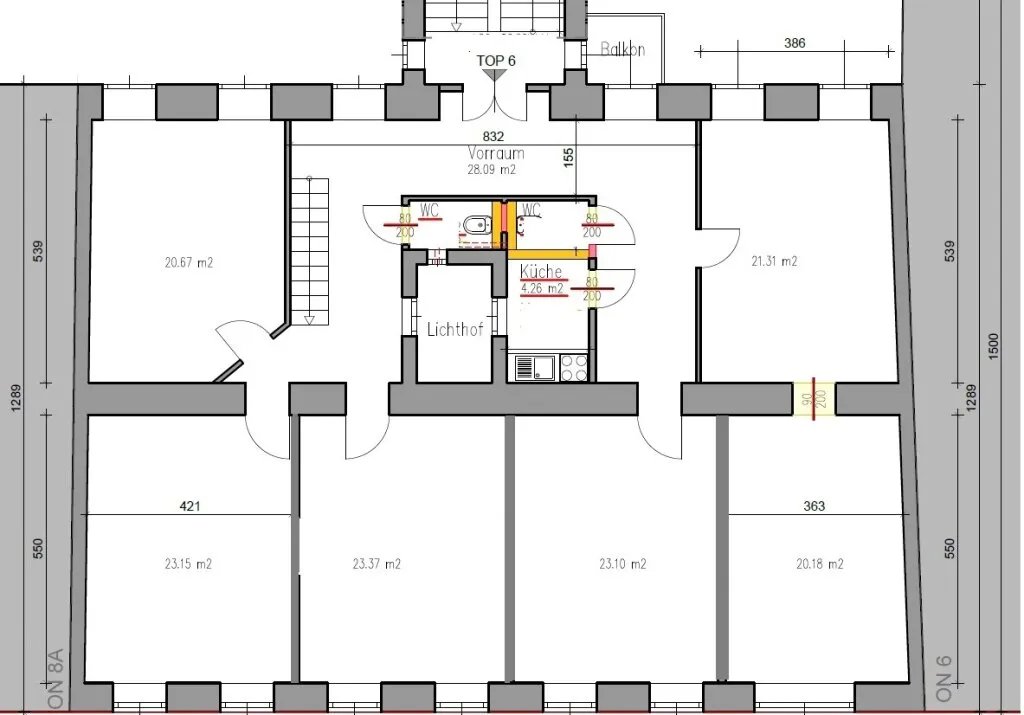 Balkon
386
TOP 6
832
Vorraum
28.09 m2
155
WC
80
200
WC
80
200
539
20.67 m2
21.31 m2
539
Küche
4.26 m2
80
200
Lichthof
1500
1289
1289
90
200
421
363
550
23.15 m2
23.37 m2
23.10 m2
20.18 m2
550
ON 8A
ON 6